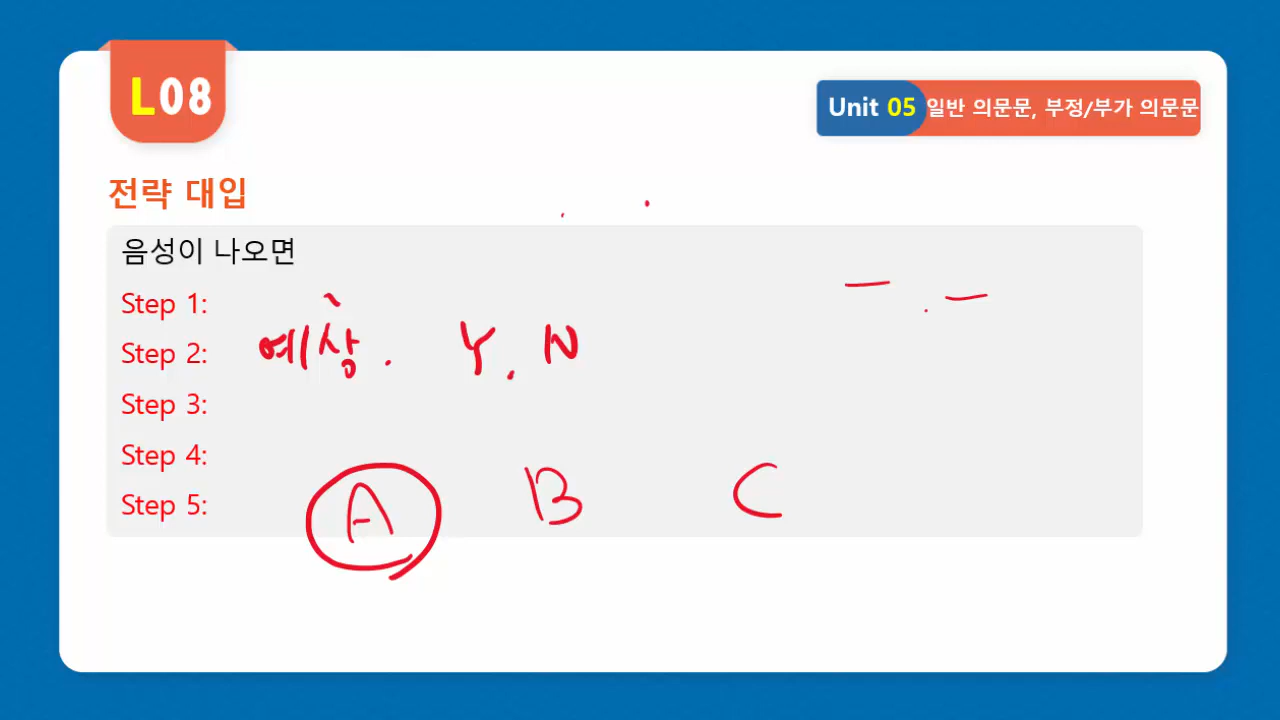 L08
Unit 05 일반 의문문, 부정/부가 의문문
전략 대입
음성이 나오면
Step 1:
Step 2: 예상. Y. N
Step 3:
Step 4:
Step 5: A B C